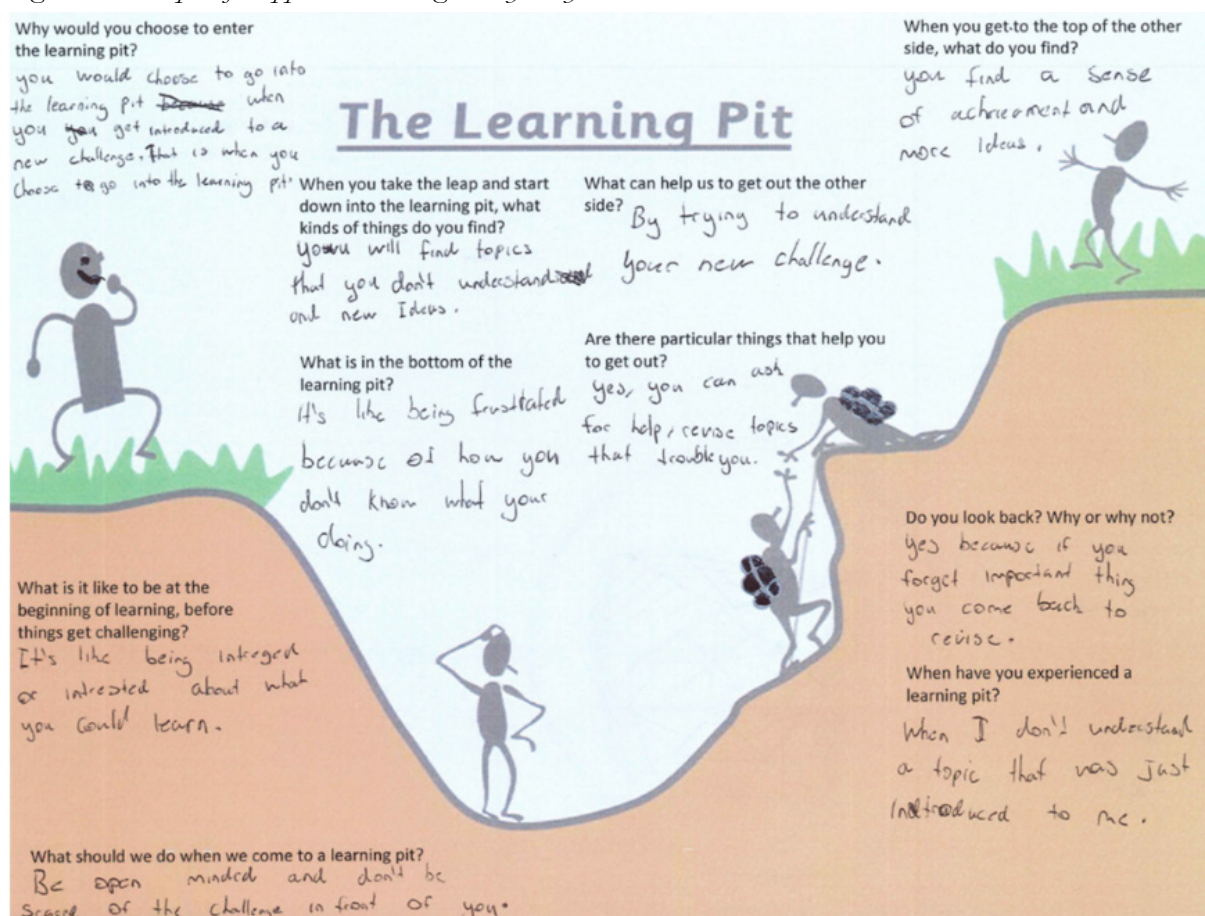 Why would you choose to enter
the learning pit?
you would choose to go into
the learning pit when
you get introduced to a
new challenge. That is when you
choose to go into the learning pit.
The Learning Pit
When you get to the top of the other
side, what do you find?
you find a sense
of achievement and
more Ideas.
When you take the leap and start
down into the learning pit, what
kinds of things do you find?
you will find topics
that you don't understand
and new Ideas.
What can help us to get out the other
side? By trying to understand
your new challenge.
What is in the bottom of the
learning pit?
It's like being frustrated
because of how you
don't know what your
doing.
Are there particular things that help you
to get out?
yes, you can ask
for help, revise topics
that trouble you.
What is it like to be at the
beginning of learning, before
things get challenging?
It's like being intreged
or intrested about what
you could learn.
Do you look back? Why or why not?
Yes because if you
forget important thing
you come back to
revise.
When have you experienced a
learning pit?
When I don't understand
a topic that was just
introduced to me.
What should we do when we come to a learning pit?
Be open minded and don't be
scared of the challenge in front of you.